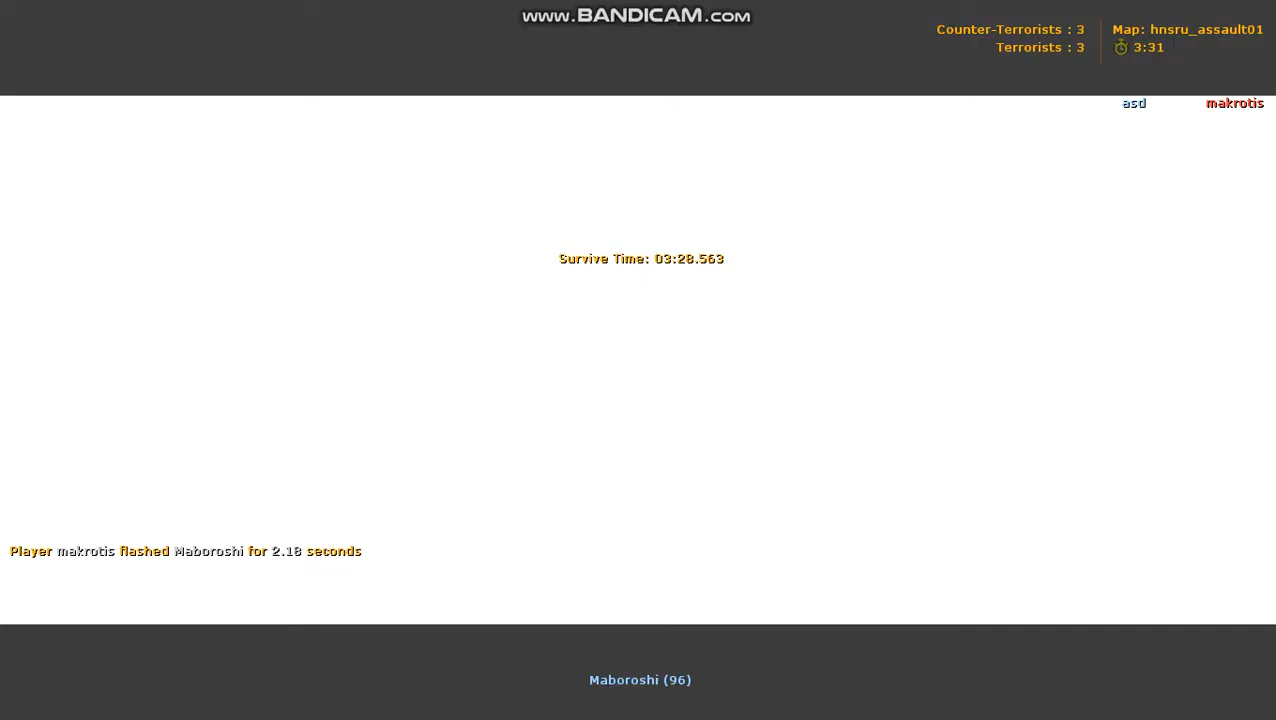 www.BANDICAM.com
Counter-Terrorists : 3
Terrorists : 3
Map: hnsru_assault01
3:31
asd makrotis
Survive Time: 03:28.563
Player makrotis flashed Maboroshi for 2.18 seconds
Maboroshi (96)